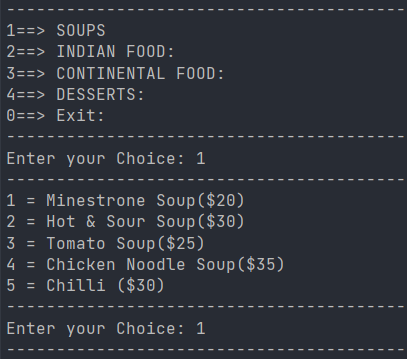 -----------------------------------------
1==> SOUPS
2==> INDIAN FOOD:
3==> CONTINENTAL FOOD:
4==> DESSERTS:
0==> Exit:
-----------------------------------------
Enter your Choice: 1
-----------------------------------------
1 = Minestrone Soup($20)
2 = Hot & Sour Soup($30)
3 = Tomato Soup($25)
4 = Chicken Noodle Soup($35)
5 = Chilli ($30)
-----------------------------------------
Enter your Choice: 1
-----------------------------------------